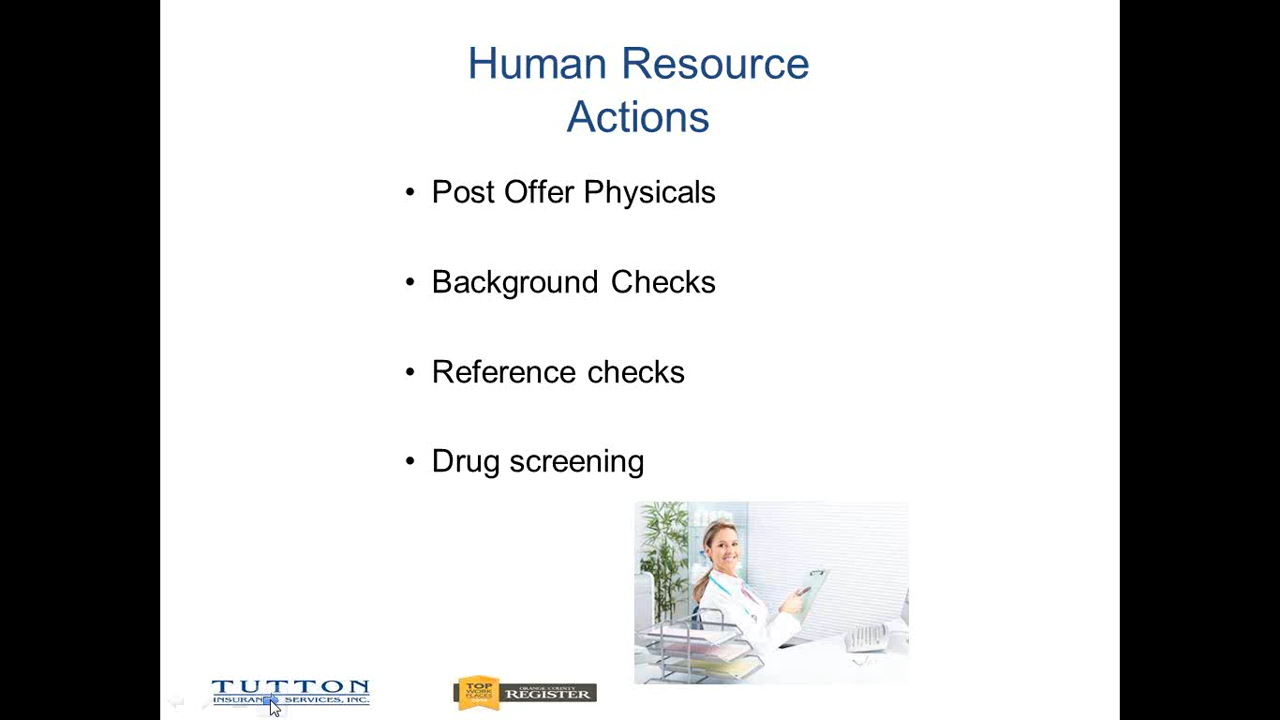 Human Resource
Actions
• Post Offer Physicals
• Background Checks
• Reference checks
• Drug screening
TUTTON
SERVICES, INC.
TOP
WORK
PLACES
ORANGE COUNTY
REGISTER